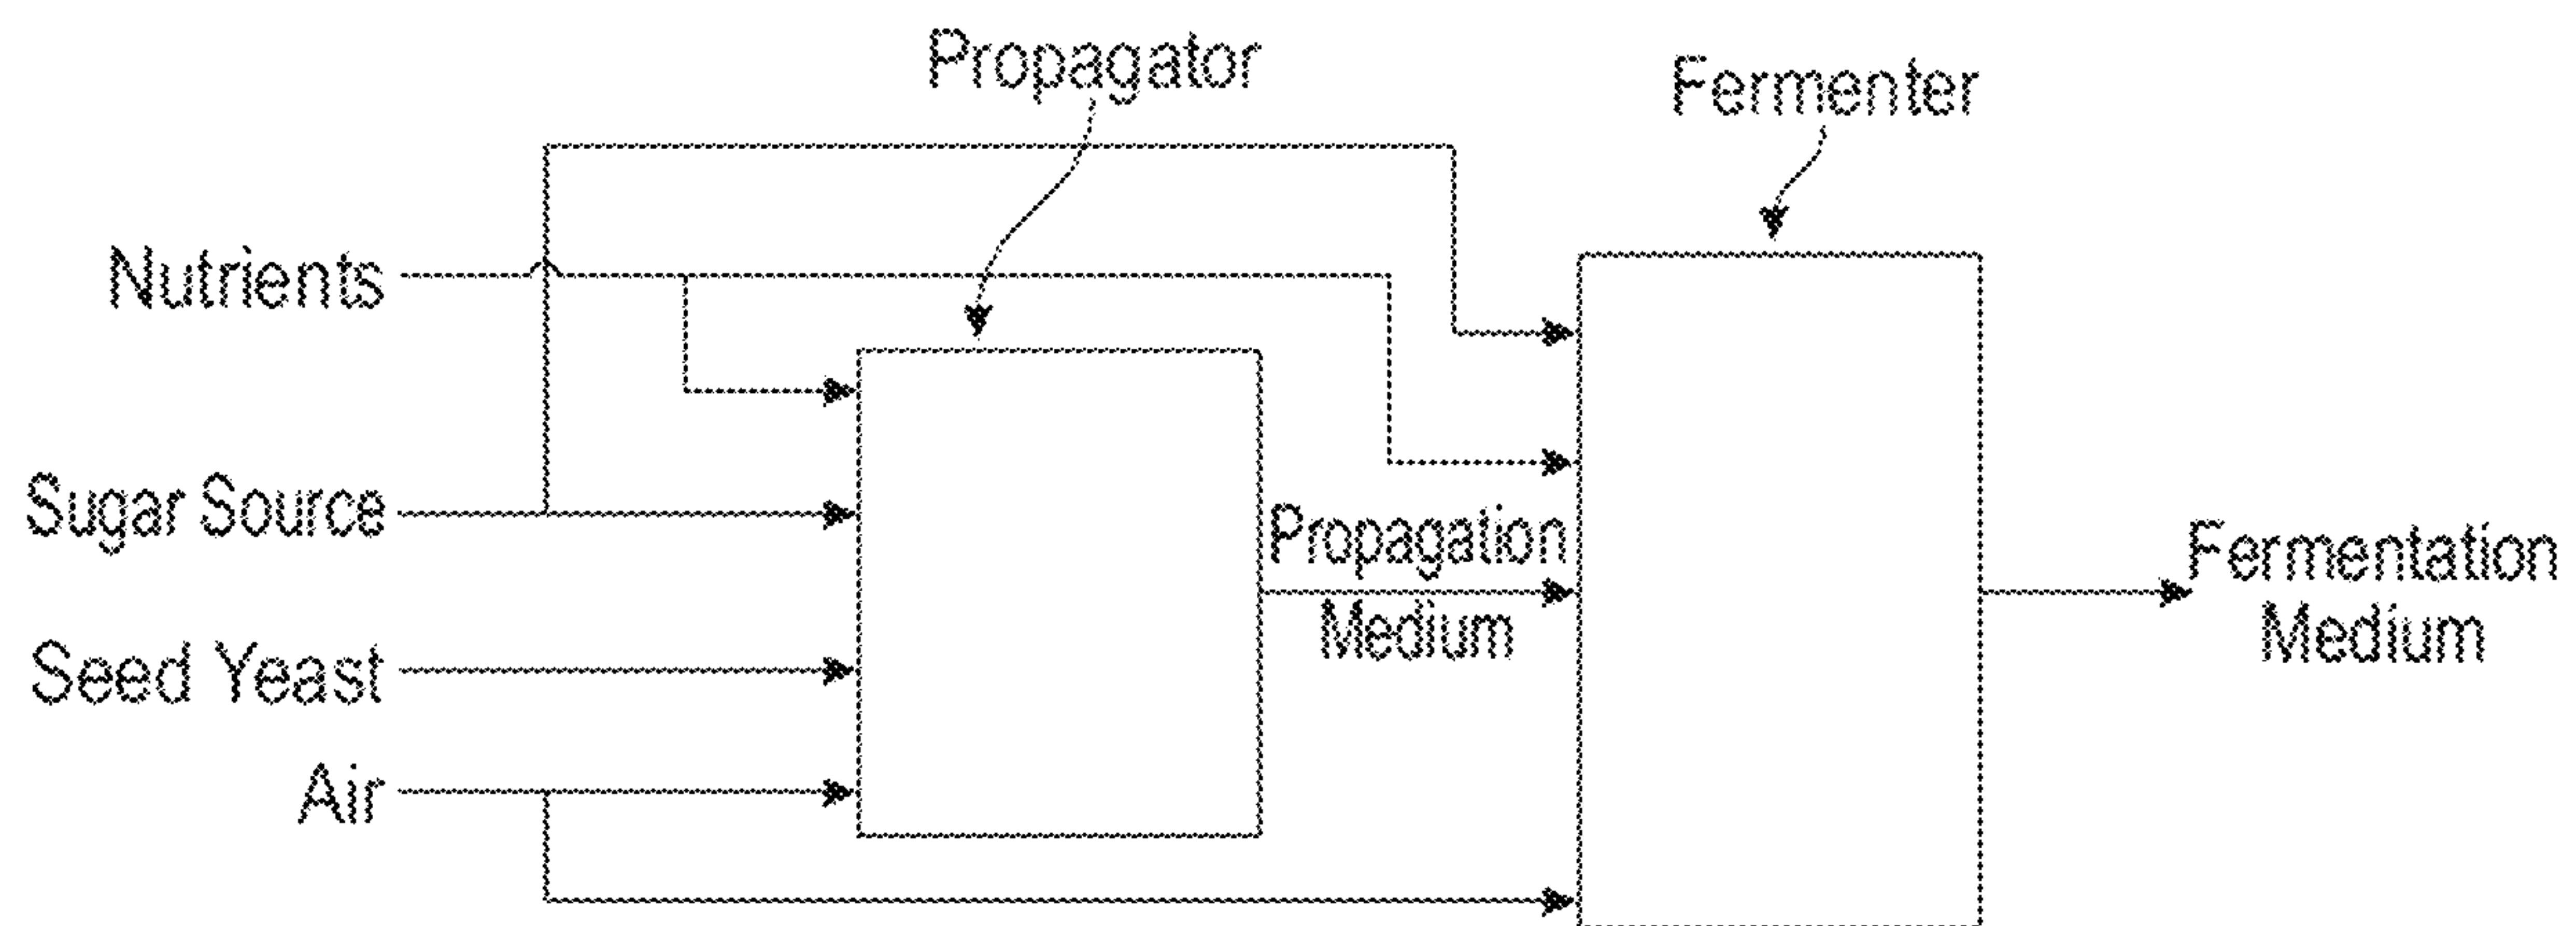 Propagator
Fermenter
Nutrients
Sugar Source
Seed Yeast
Air
Propagation
Medium
Fermentation
Medium